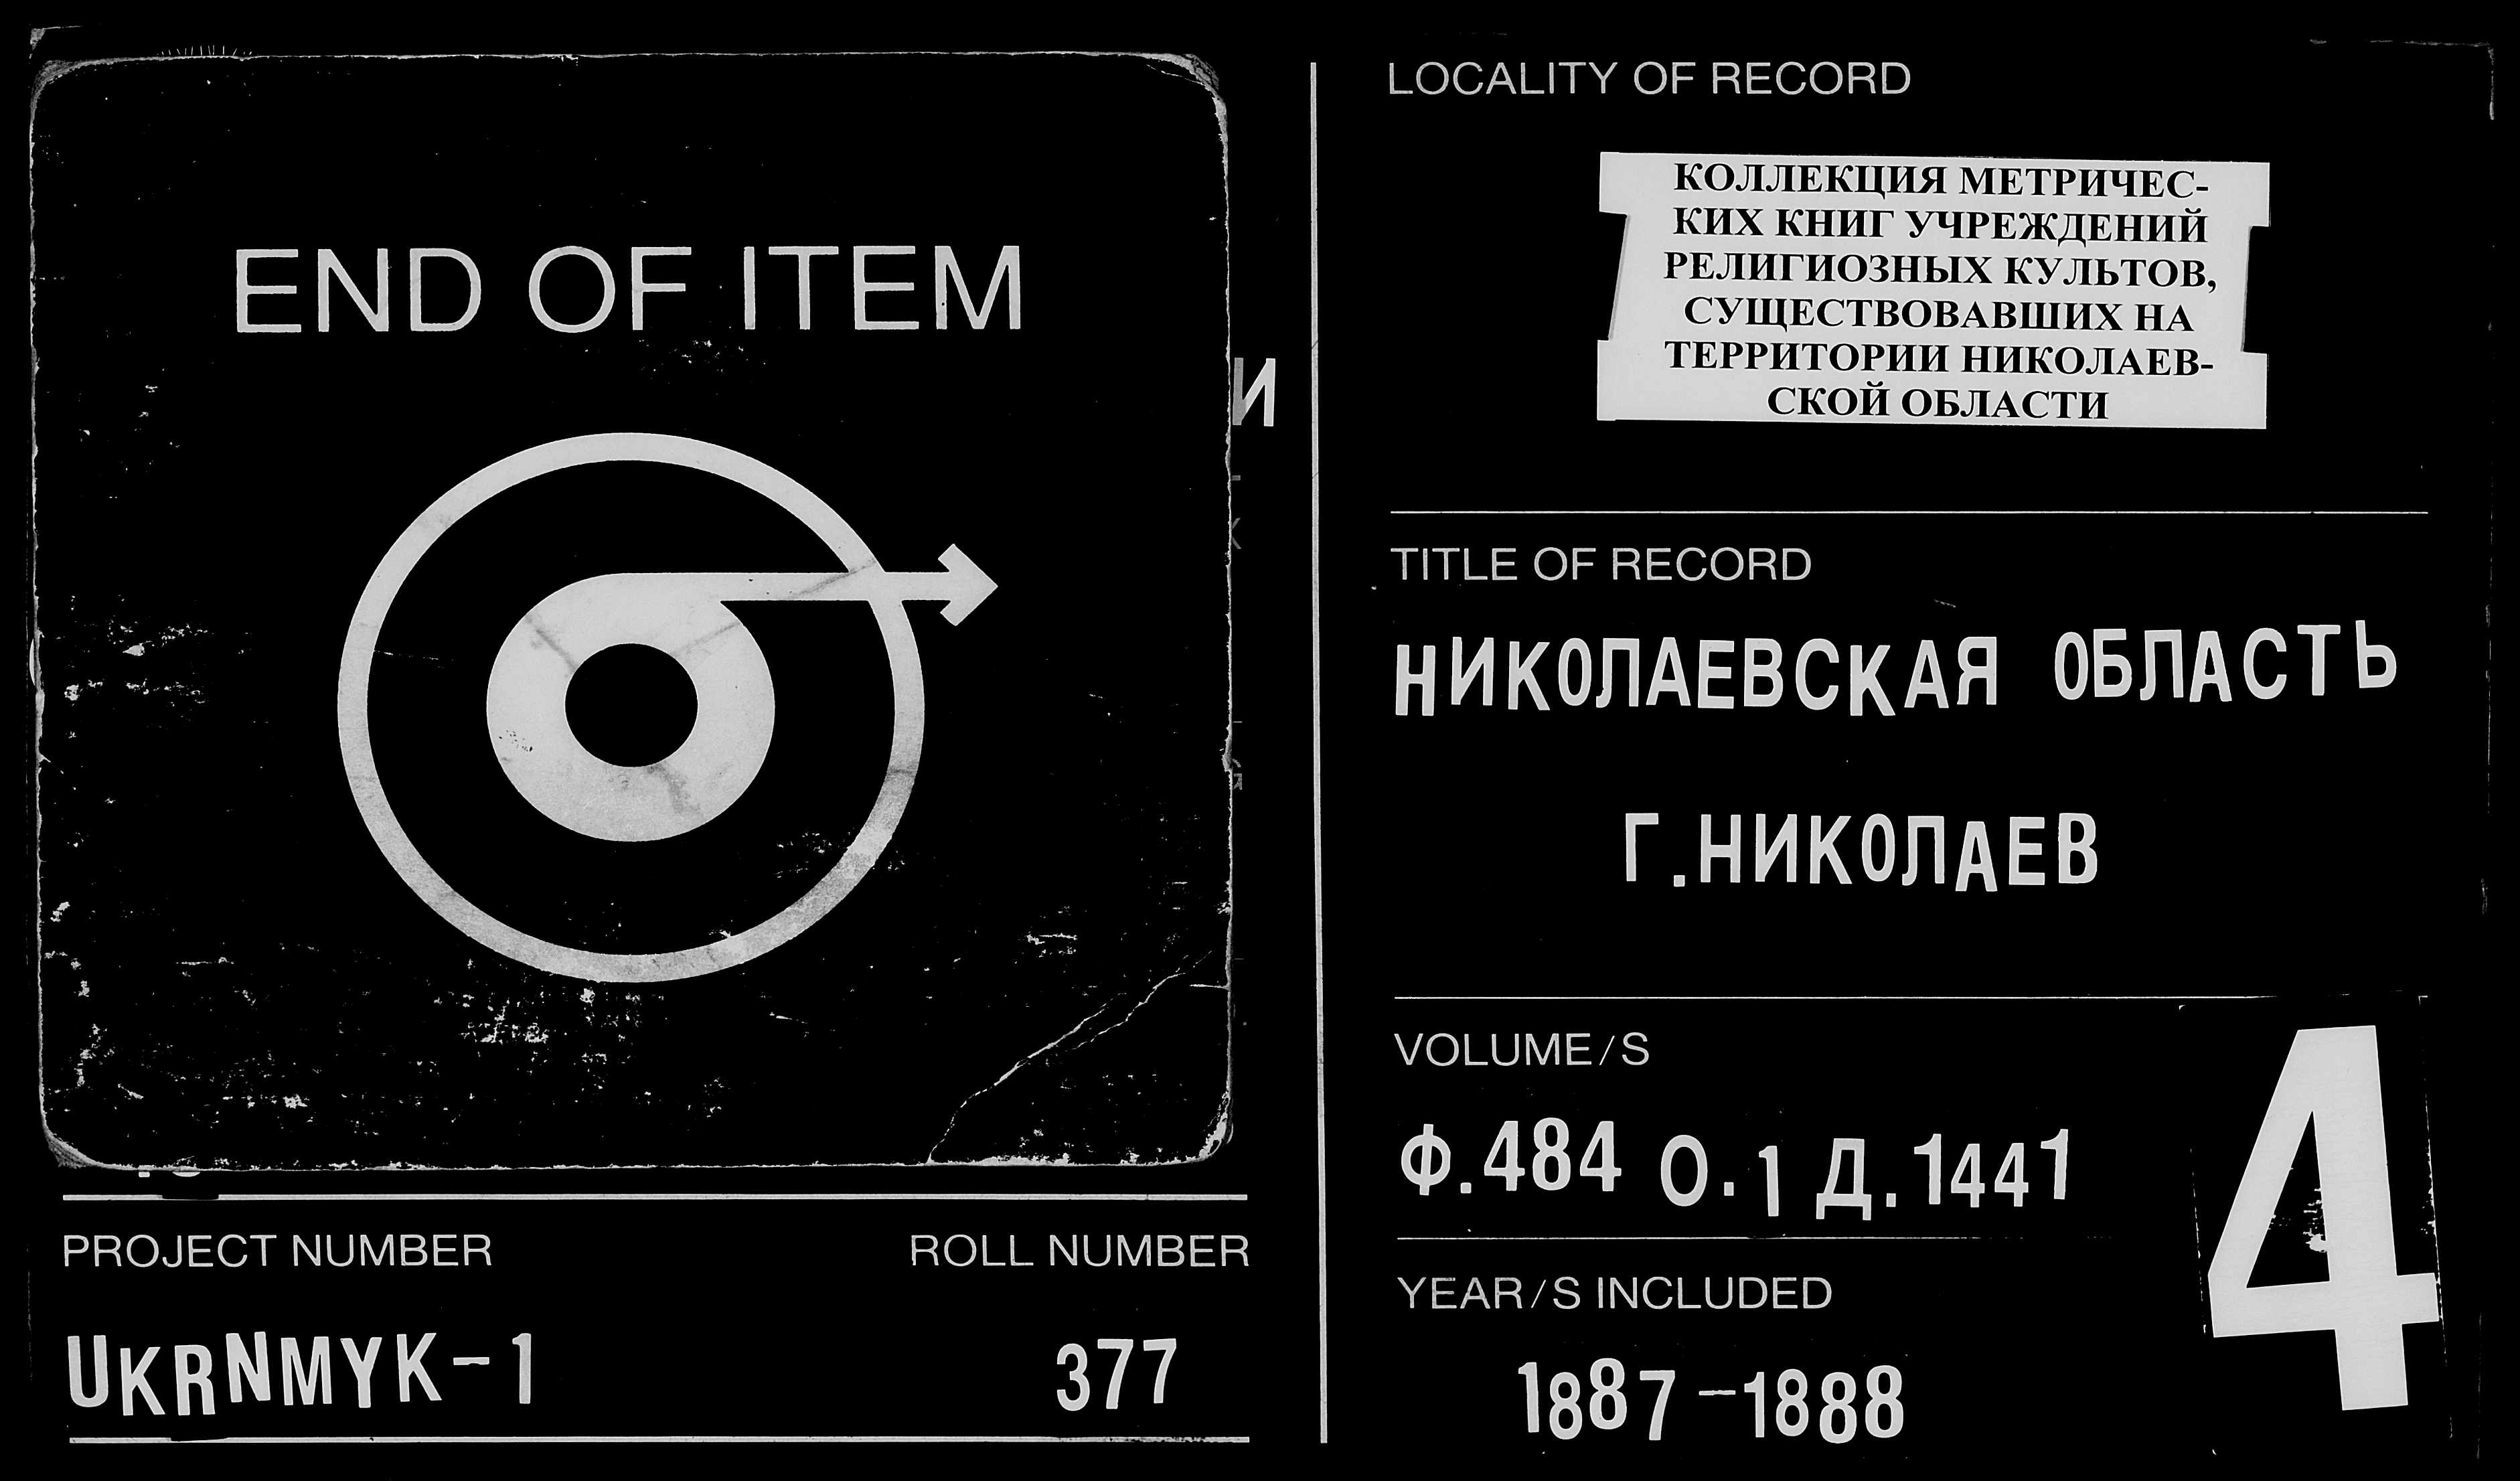 END OF ITEM
PROJECT NUMBER
ROLL NUMBER
UKRNMYK-1
377
LOCALITY OF RECORD
КОЛЛЕКЦИЯ МЕТРИЧЕС-
КИХ КНИГ УЧРЕЖДЕНИЙ
РЕЛИГИОЗНЫХ КУЛЬТОВ,
СУЩЕСТВОВАВШИХ НА
ТЕРРИТОРИИ НИКОЛАЕВ-
СКОЙ ОБЛАСТИ
TITLE OF RECORD
НИКОЛАЕВСКАЯ ОБЛАСТЬ
Г.НИКОЛАЕВ
VOLUME/S
Ф.484 О.1 Д.1441
YEAR/S INCLUDED
1887-1888
4